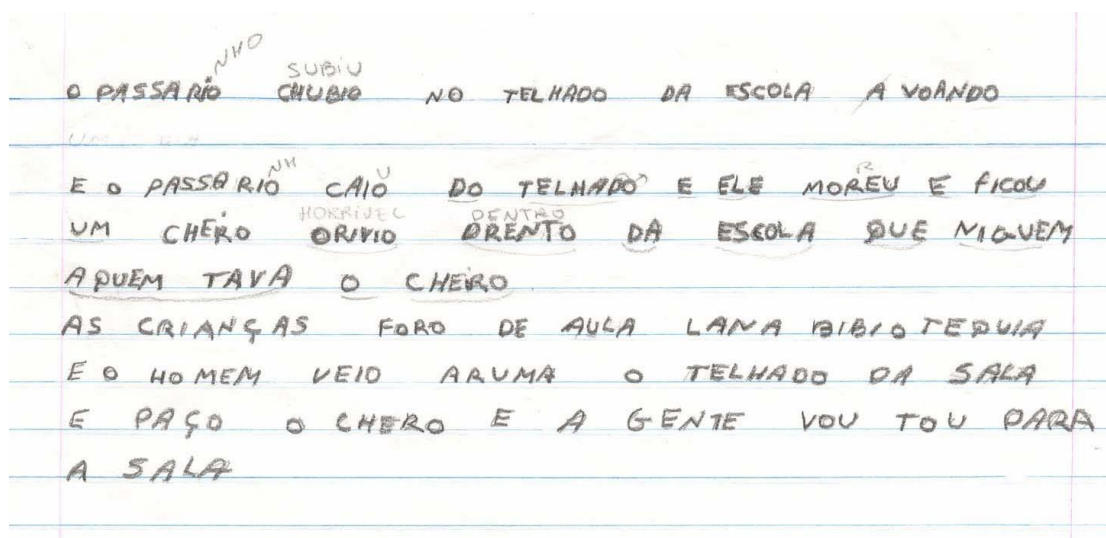 NHO
SUBIU
O PASSARIO CHUBIO NO TELHADO DA ESCOLA A VOANDO
NH U R
E O PASSARIO CAIO DO TELHADO E ELE MOREU E FICOU
HORRIVEL DENTRO
UM CHERO ORIVIO DRENTO DA ESCOLA QUE NIGUEM
AQUEM TAVA O CHEIRO
AS CRIANÇAS FORO DE AULA LANA BIBIOTEQUIA
E O HOMEM VEIO ARUMA O TELHADO DA SALA
E PAÇO O CHERO E A GENTE VOU TOU PARA
A SALA